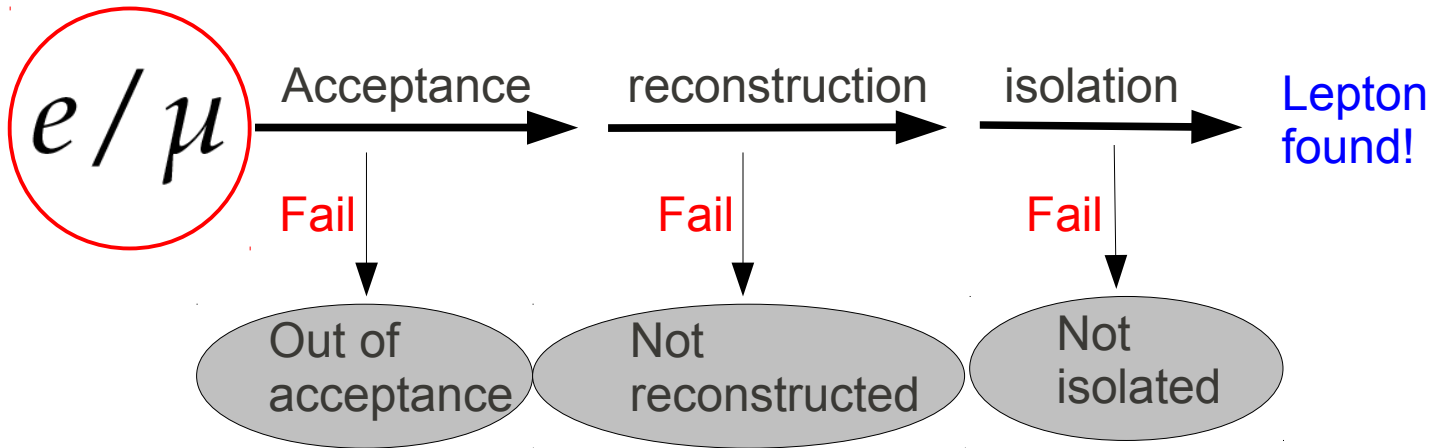 e / μ
Acceptance
reconstruction
isolation
Lepton
found!
Fail
Fail
Fail
Out of
acceptance
Not
reconstructed
Not
isolated